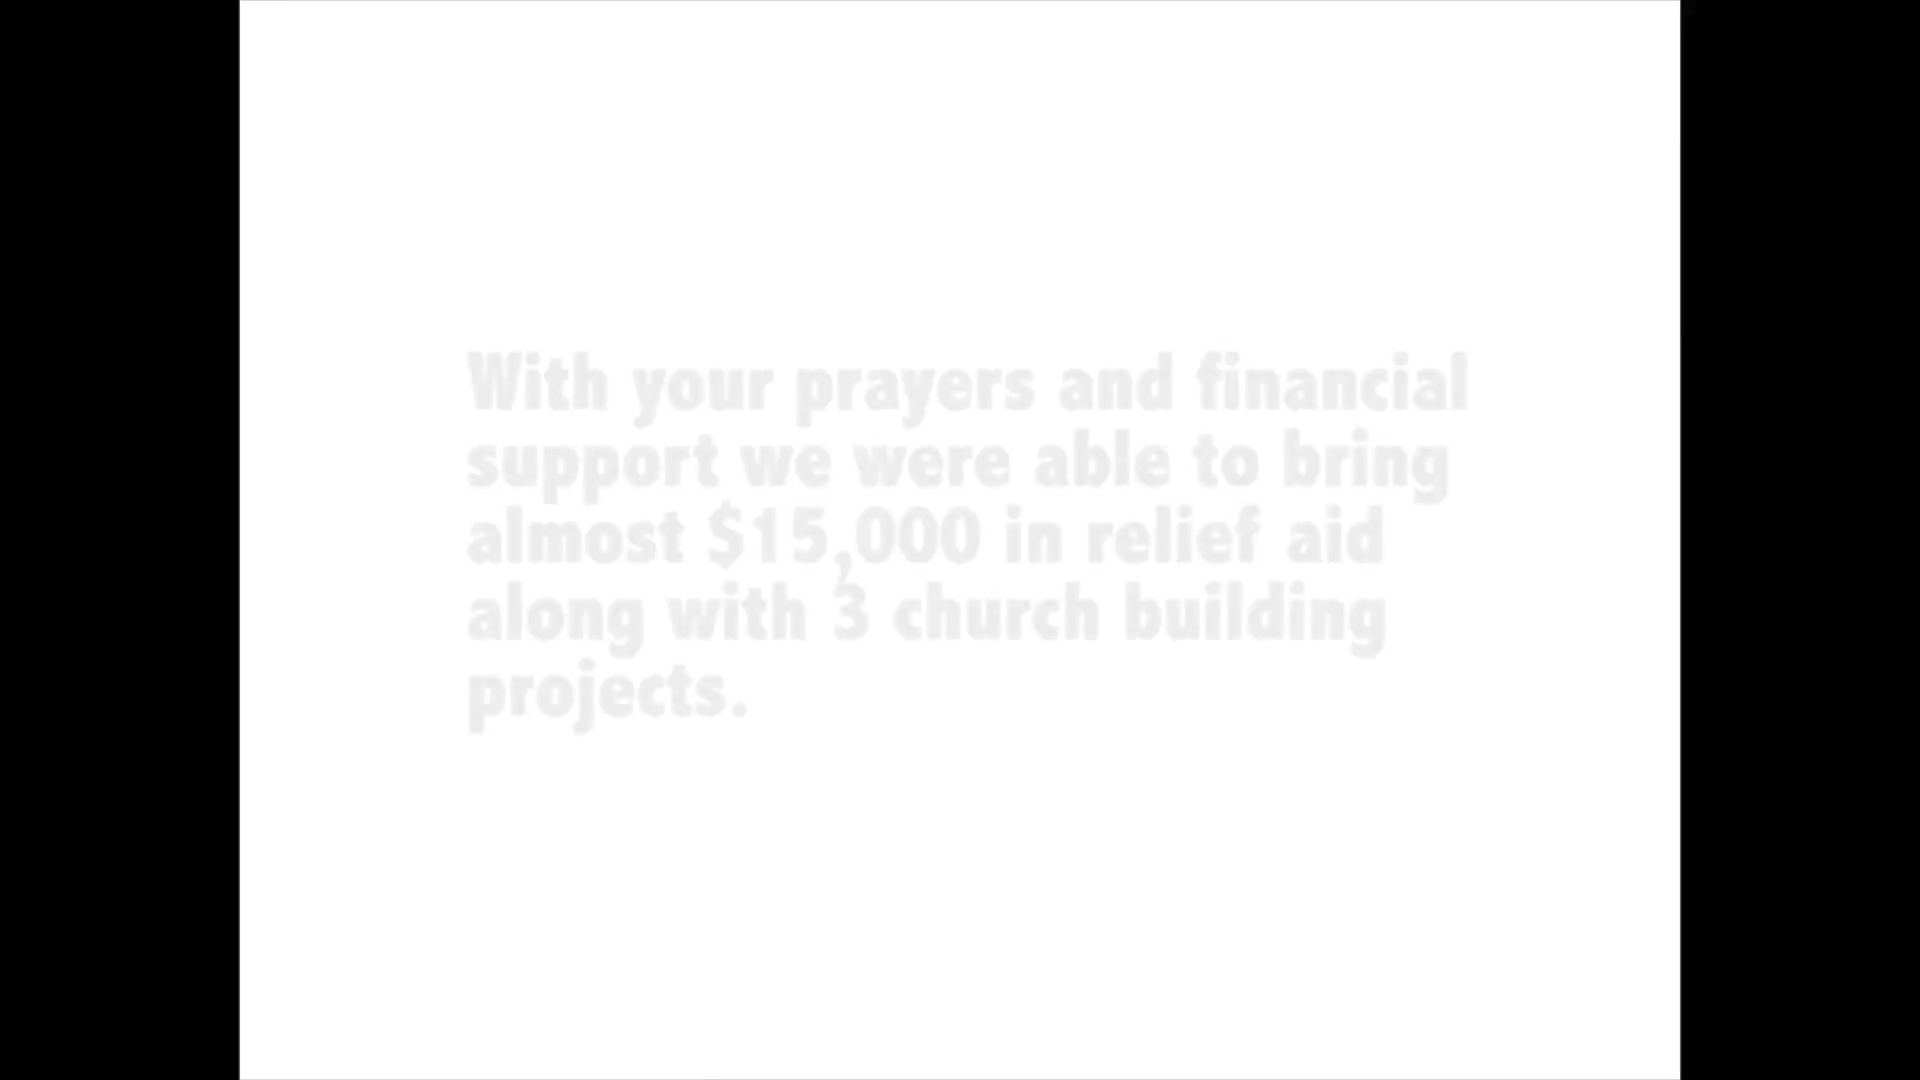 With your prayers and financial
support we were able to bring
almost $15,000 in relief aid
along with 3 church building
projects.